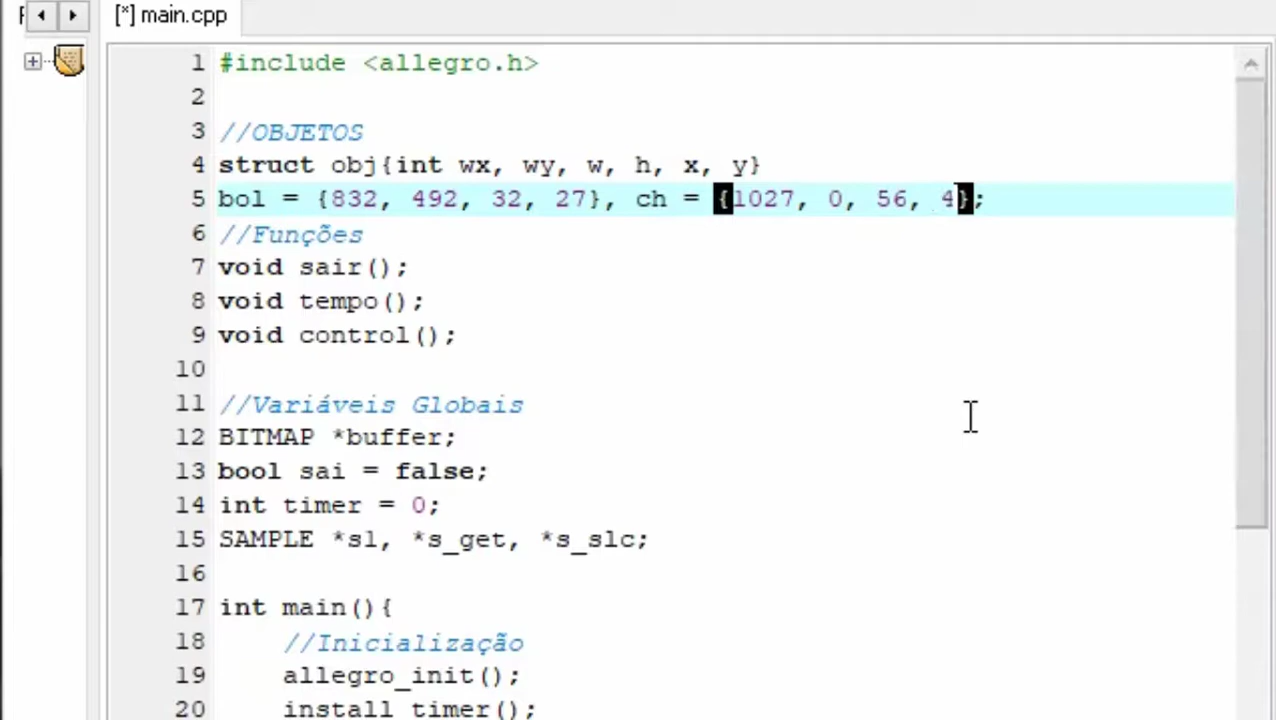 [*] main.cpp
1 #include <allegro.h>
2
3 //OBJETOS
4 struct obj{int wx, wy, w, h, x, y}
5 bol = {832, 492, 32, 27}, ch = {1027, 0, 56, 4};
6 //Funções
7 void sair();
8 void tempo();
9 void control();
10
11 //Variáveis Globais
12 BITMAP *buffer;
13 bool sai = false;
14 int timer = 0;
15 SAMPLE *sl, *s_get, *s_slc;
16
17 int main(){
18 //Inicialização
19 allegro_init();
20 install_timer();